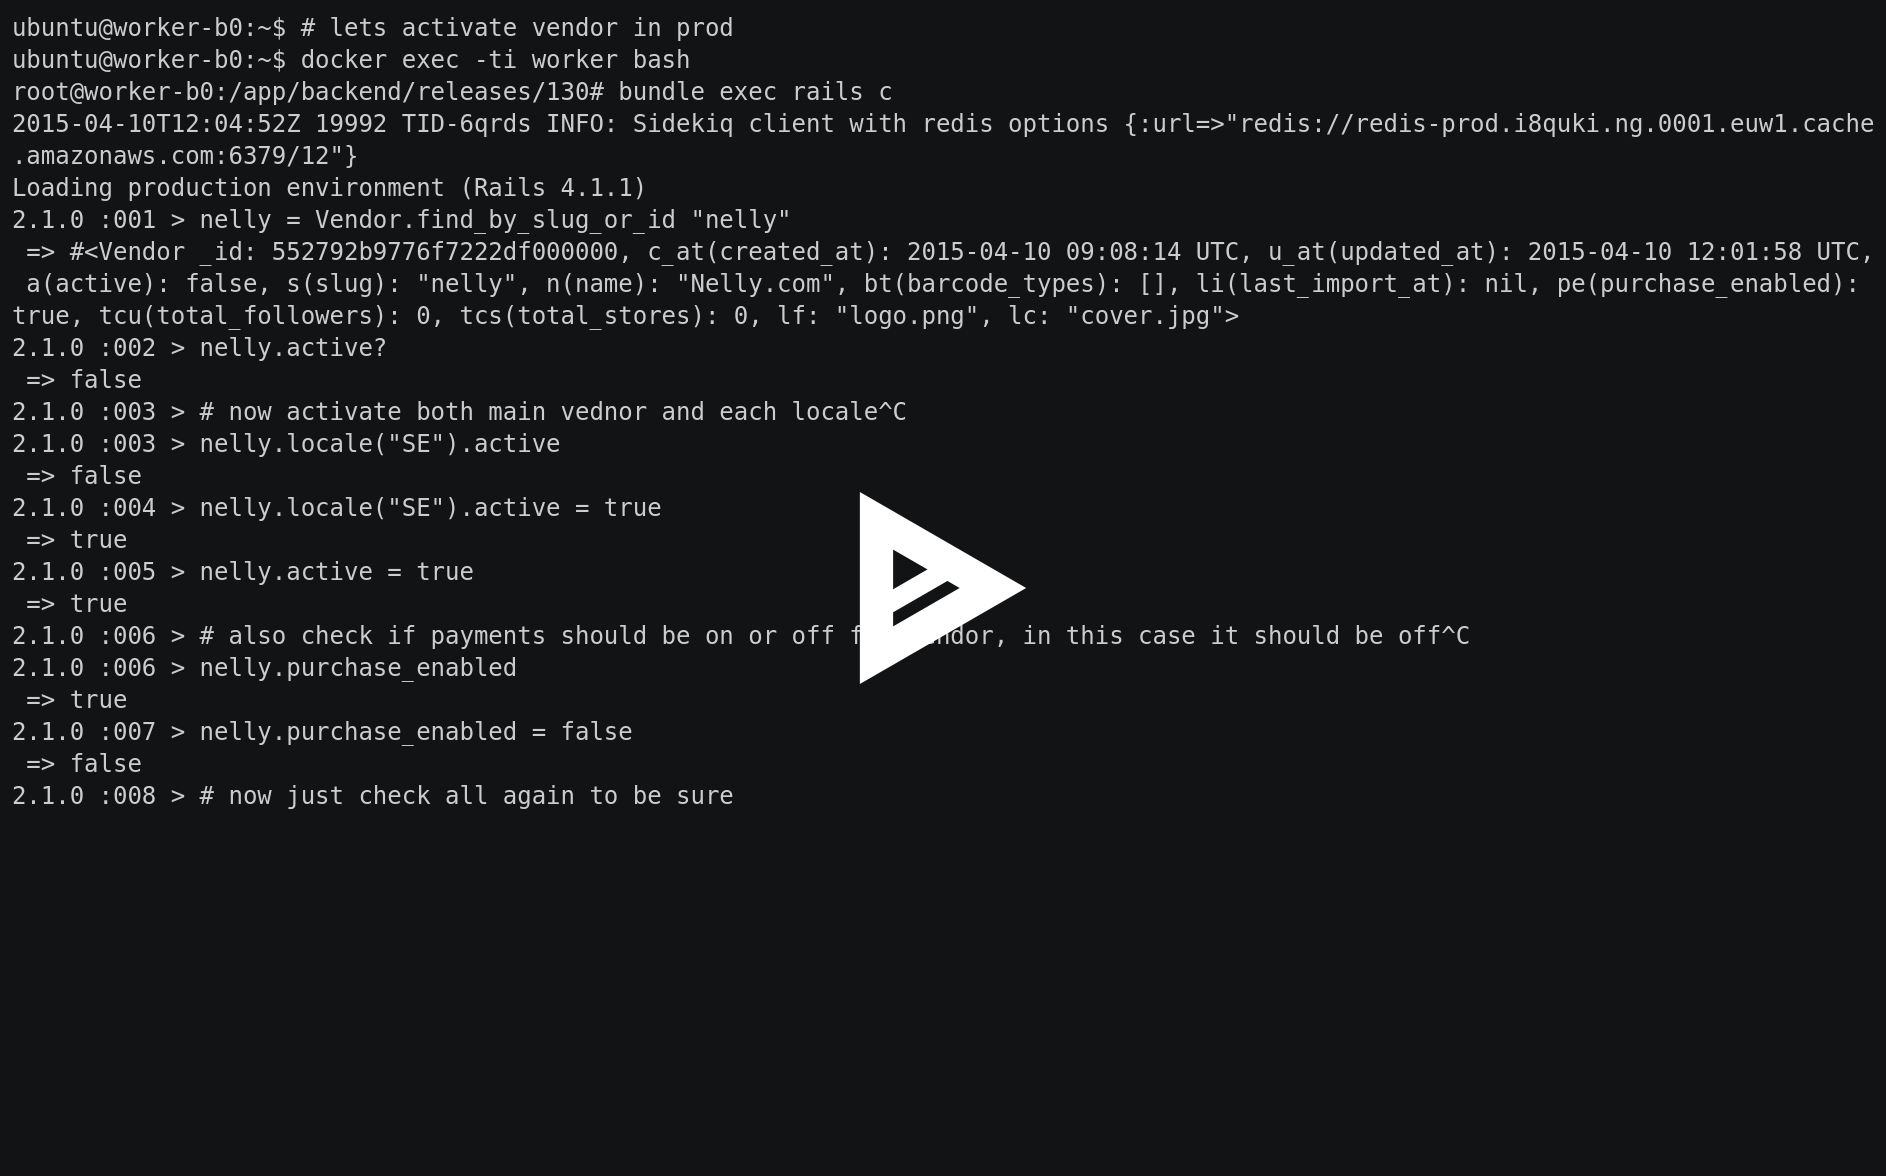 ubuntu@worker-b0:~$ # lets activate vendor in prod
ubuntu@worker-b0:~$ docker exec -ti worker bash
root@worker-b0:/app/backend/releases/130# bundle exec rails c
2015-04-10T12:04:52Z 19992 TID-6qrds INFO: Sidekiq client with redis options {:url=>"redis://redis-prod.i8quki.ng.0001.euw1.cache
.amazonaws.com:6379/12"}
Loading production environment (Rails 4.1.1)
2.1.0 :001 > nelly = Vendor.find_by_slug_or_id "nelly"
 => #<Vendor _id: 552792b9776f7222df000000, c_at(created_at): 2015-04-10 09:08:14 UTC, u_at(updated_at): 2015-04-10 12:01:58 UTC,
 a(active): false, s(slug): "nelly", n(name): "Nelly.com", bt(barcode_types): [], li(last_import_at): nil, pe(purchase_enabled):
true, tcu(total_followers): 0, tcs(total_stores): 0, lf: "logo.png", lc: "cover.jpg">
2.1.0 :002 > nelly.active?
 => false
2.1.0 :003 > # now activate both main vednor and each locale^C
2.1.0 :003 > nelly.locale("SE").active
 => false
2.1.0 :004 > nelly.locale("SE").active = true
 => true
2.1.0 :005 > nelly.active = true
 => true
2.1.0 :006 > # also check if payments should be on or off in this case it should be off^C
2.1.0 :006 > nelly.purchase_enabled
 => true
2.1.0 :007 > nelly.purchase_enabled = false
 => false
2.1.0 :008 > # now just check all again to be sure